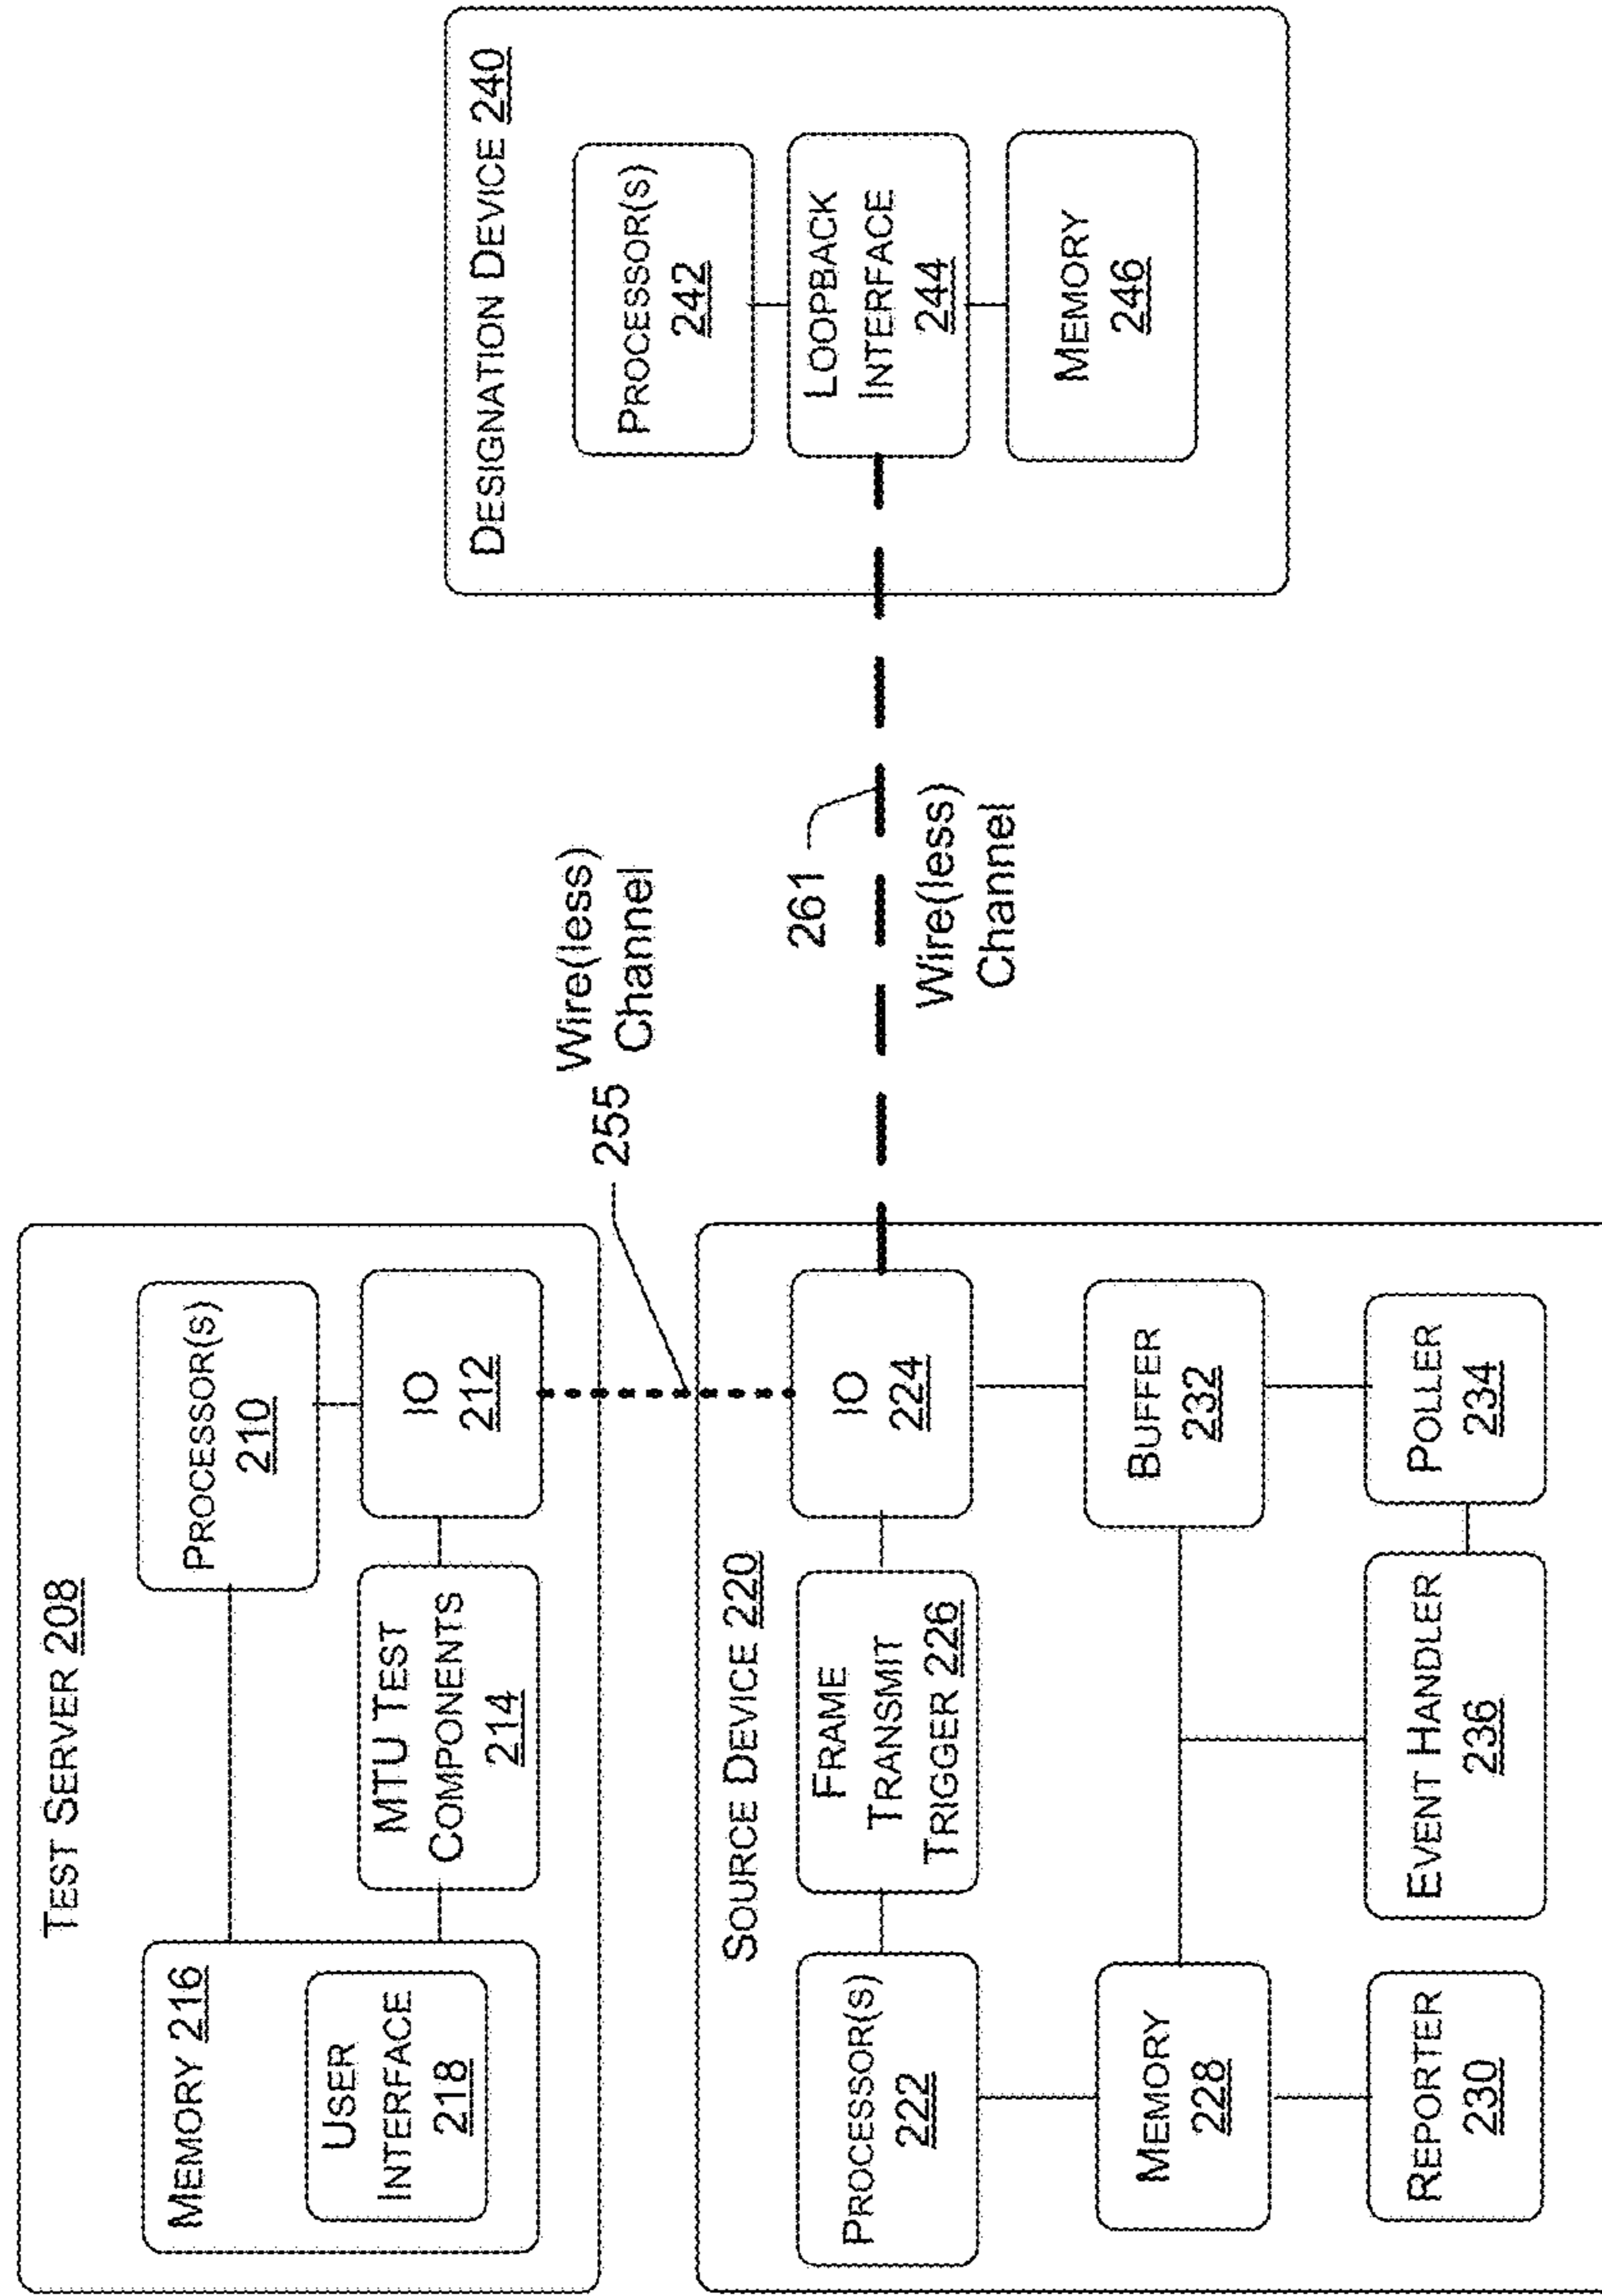 TEST SERVER 208
MEMORY 216
USER
INTERFACE
218
PROCESSOR(S)
210
MTU TEST
COMPONENTS
214
IO
212
255
Wire(less)
Channel
SOURCE DEVICE 220
PROCESSOR(S)
222
FRAME
TRANSMIT
TRIGGER 226
IO
224
MEMORY
228
BUFFER
232
REPORTER
230
EVENT HANDLER
236
POLLER
234
261
Wire(less)
Channel
DESIGNATION DEVICE 240
PROCESSOR(S)
242
LOOPBACK
INTERFACE
244
MEMORY
246